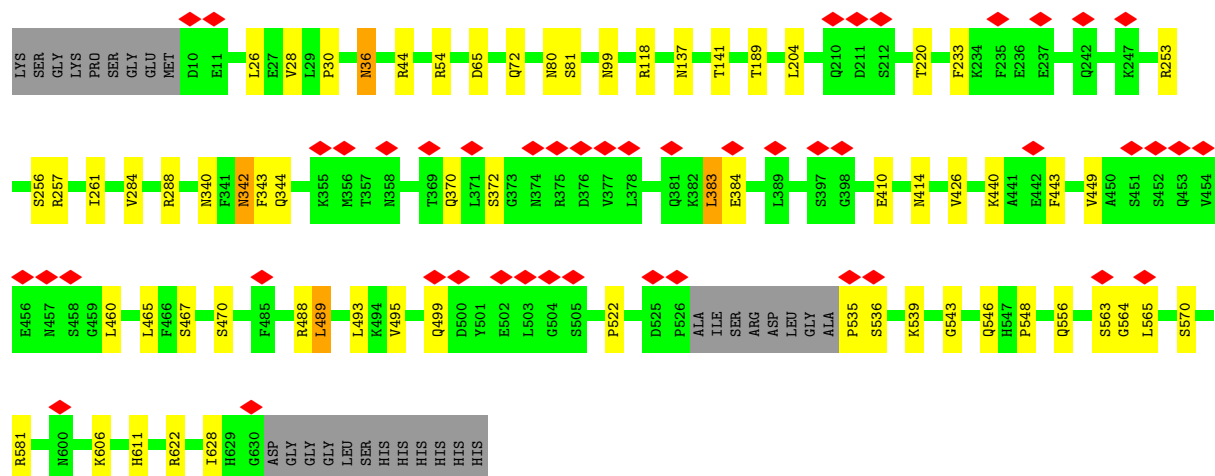 LYS SER GLY LYS PRO SER GLY GLU MET D10 E11 L26 E27 V28 L29 P30 N36 R44 R54 D65 Q72 N80 S81 N99 R118 N137 T141 T189 L204 Q210 D211 S212 T220 F233 K234 F235 E236 E237 Q242 K247 R253
S256 R257 I261 V284 R288 N340 F341 N342 F343 Q344 K355 M356 I357 N358 T369 Q370 L371 S372 G373 N374 R375 D376 V377 L378 Q381 K382 L383 E384 L389 S397 G398 E410 N414 V426 K440 A441 E442 F443 V449 A450 S451 S452 Q453 V454
E456 N457 S458 G459 L460 L465 F466 S467 S470 F485 R488 L489 L493 K494 V495 Q499 D500 Y501 E502 L503 G504 S505 P522 D525 P526 ALA ILE SER ARG ASP LEU GLY ALA P535 S536 K539 G543 Q546 H547 P548 Q556 S563 G564 L565 S570
R581 N600 K606 H611 R622 I628 H629 G630 ASP GLY GLY GLY LEU SER HIS HIS HIS HIS HIS HIS